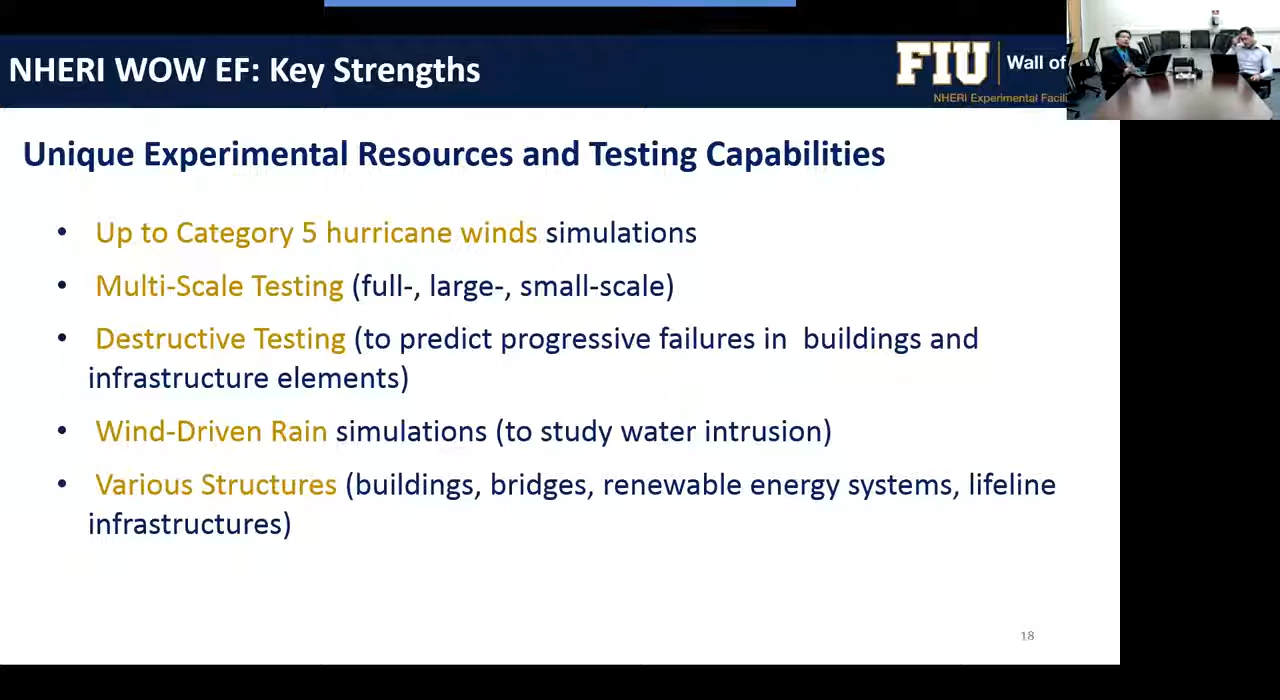 NHERI WOW EF: Key Strengths
FIU
Wall of
NHERI Experimental Facili
Unique Experimental Resources and Testing Capabilities
• Up to Category 5 hurricane winds simulations
• Multi-Scale Testing (full-, large-, small-scale)
• Destructive Testing (to predict progressive failures in buildings and
infrastructure elements)
• Wind-Driven Rain simulations (to study water intrusion)
• Various Structures (buildings, bridges, renewable energy systems, lifeline
infrastructures)
18